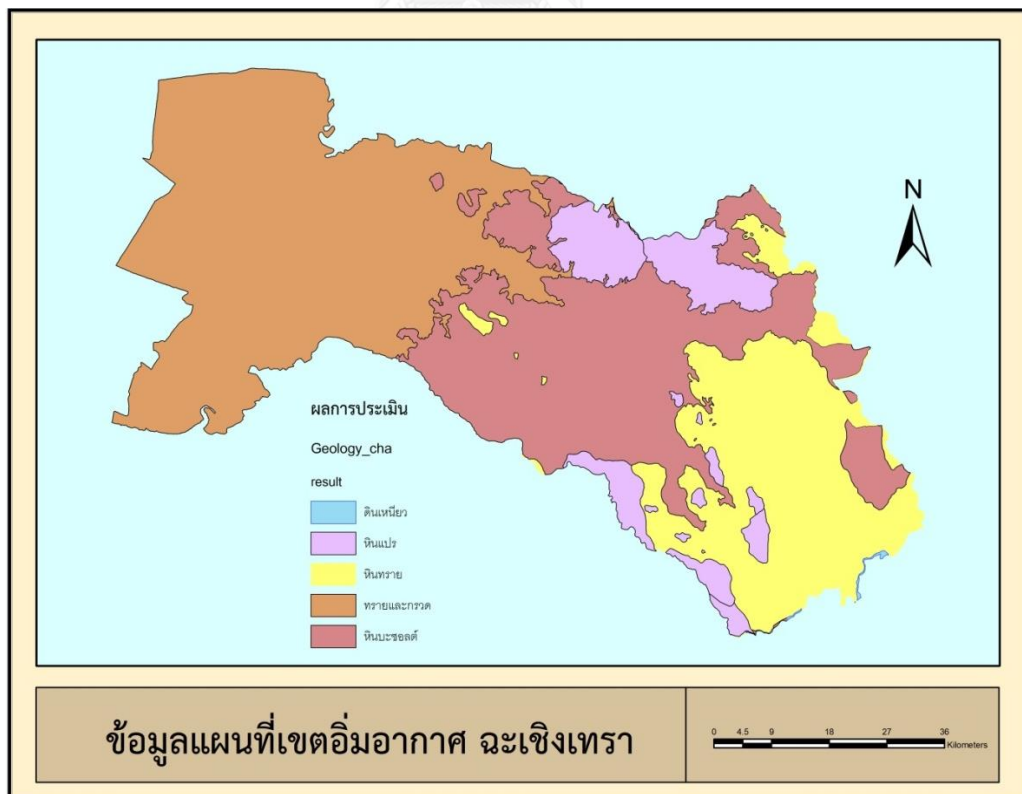 N
ผลการประเมิน
Geology_cha
result
ดินเหนียว
หินแปร
หินทราย
ทรายและกรวด
หินบะซอลต์
ข้อมูลแผนที่เขตอิ่มอากาศ ฉะเชิงเทรา
0 4.5 9 18 27 36
Kilometers